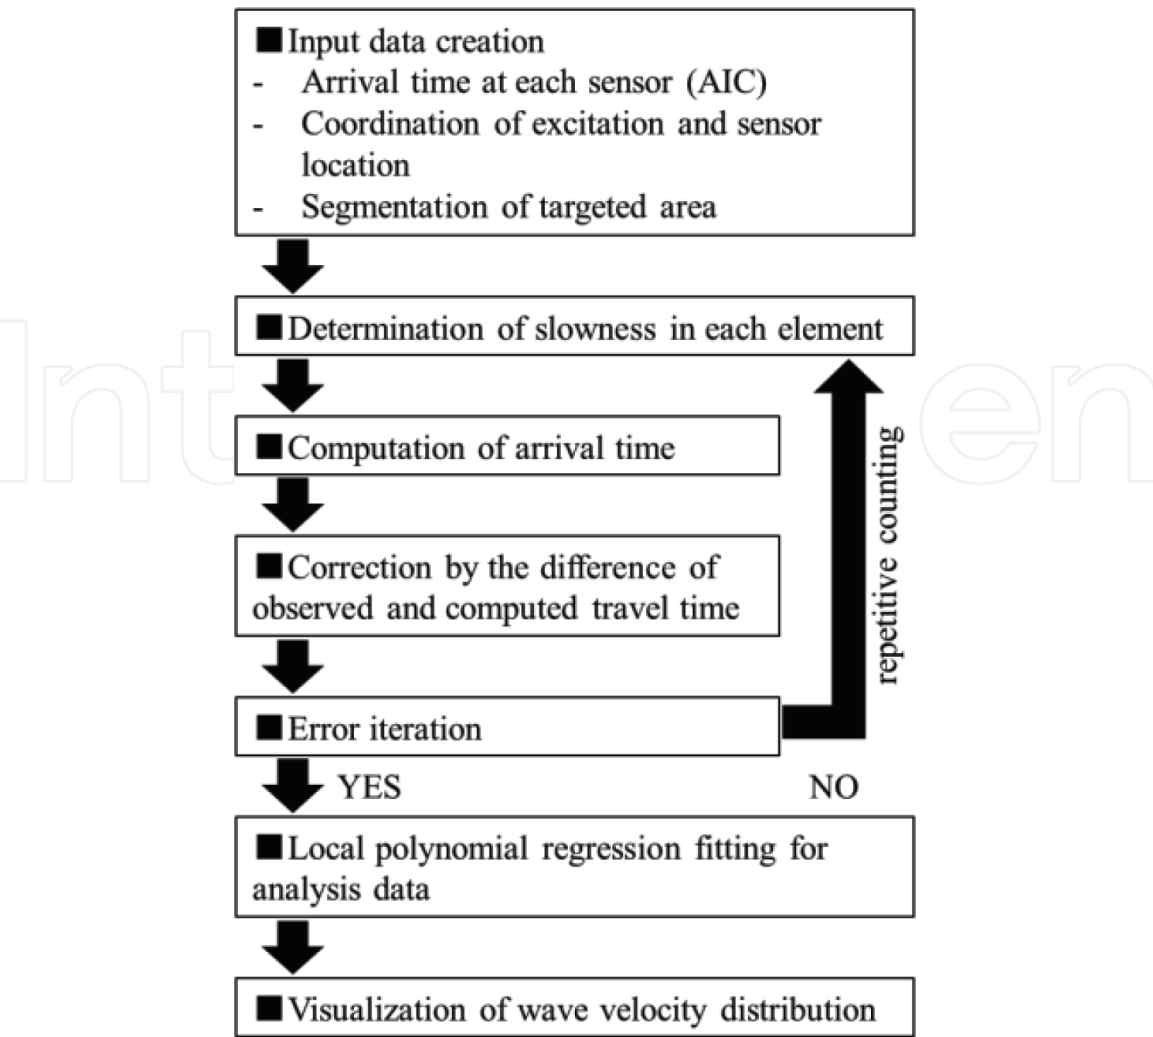 ■Input data creation
- Arrival time at each sensor (AIC)
- Coordination of excitation and sensor
location
- Segmentation of targeted area
■Determination of slowness in each element
■Computation of arrival time
■Correction by the difference of
observed and computed travel time
repetitive counting
■Error iteration
YES
NO
■Local polynomial regression fitting for
analysis data
■Visualization of wave velocity distribution
Int
en